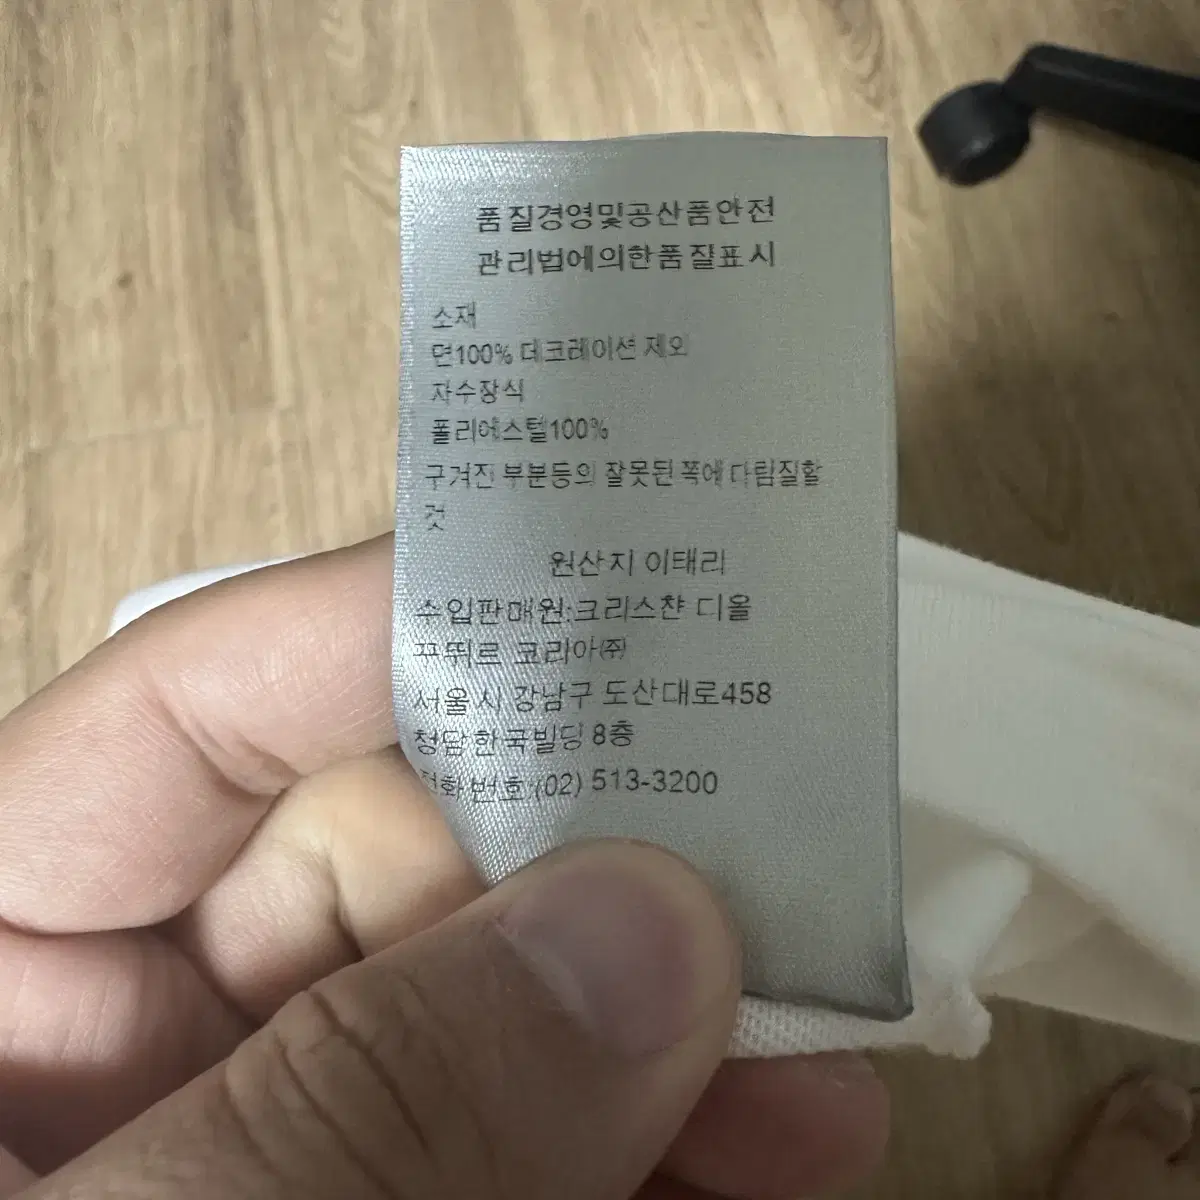 품질경영및공산품안전
관리법에의한품질표시
소재
면100% 데코레이션 제외
자수장식
폴리에스텔100%
구겨진 부분등의 잘못된 쪽에 다림질할
것
원산지 이태리
수입판매원:크리스챤 디올
꾸뛰르 코리아㈜
서울시 강남구 도산대로458
청담한국빌딩 8층
전화 번호:(02) 513-3200